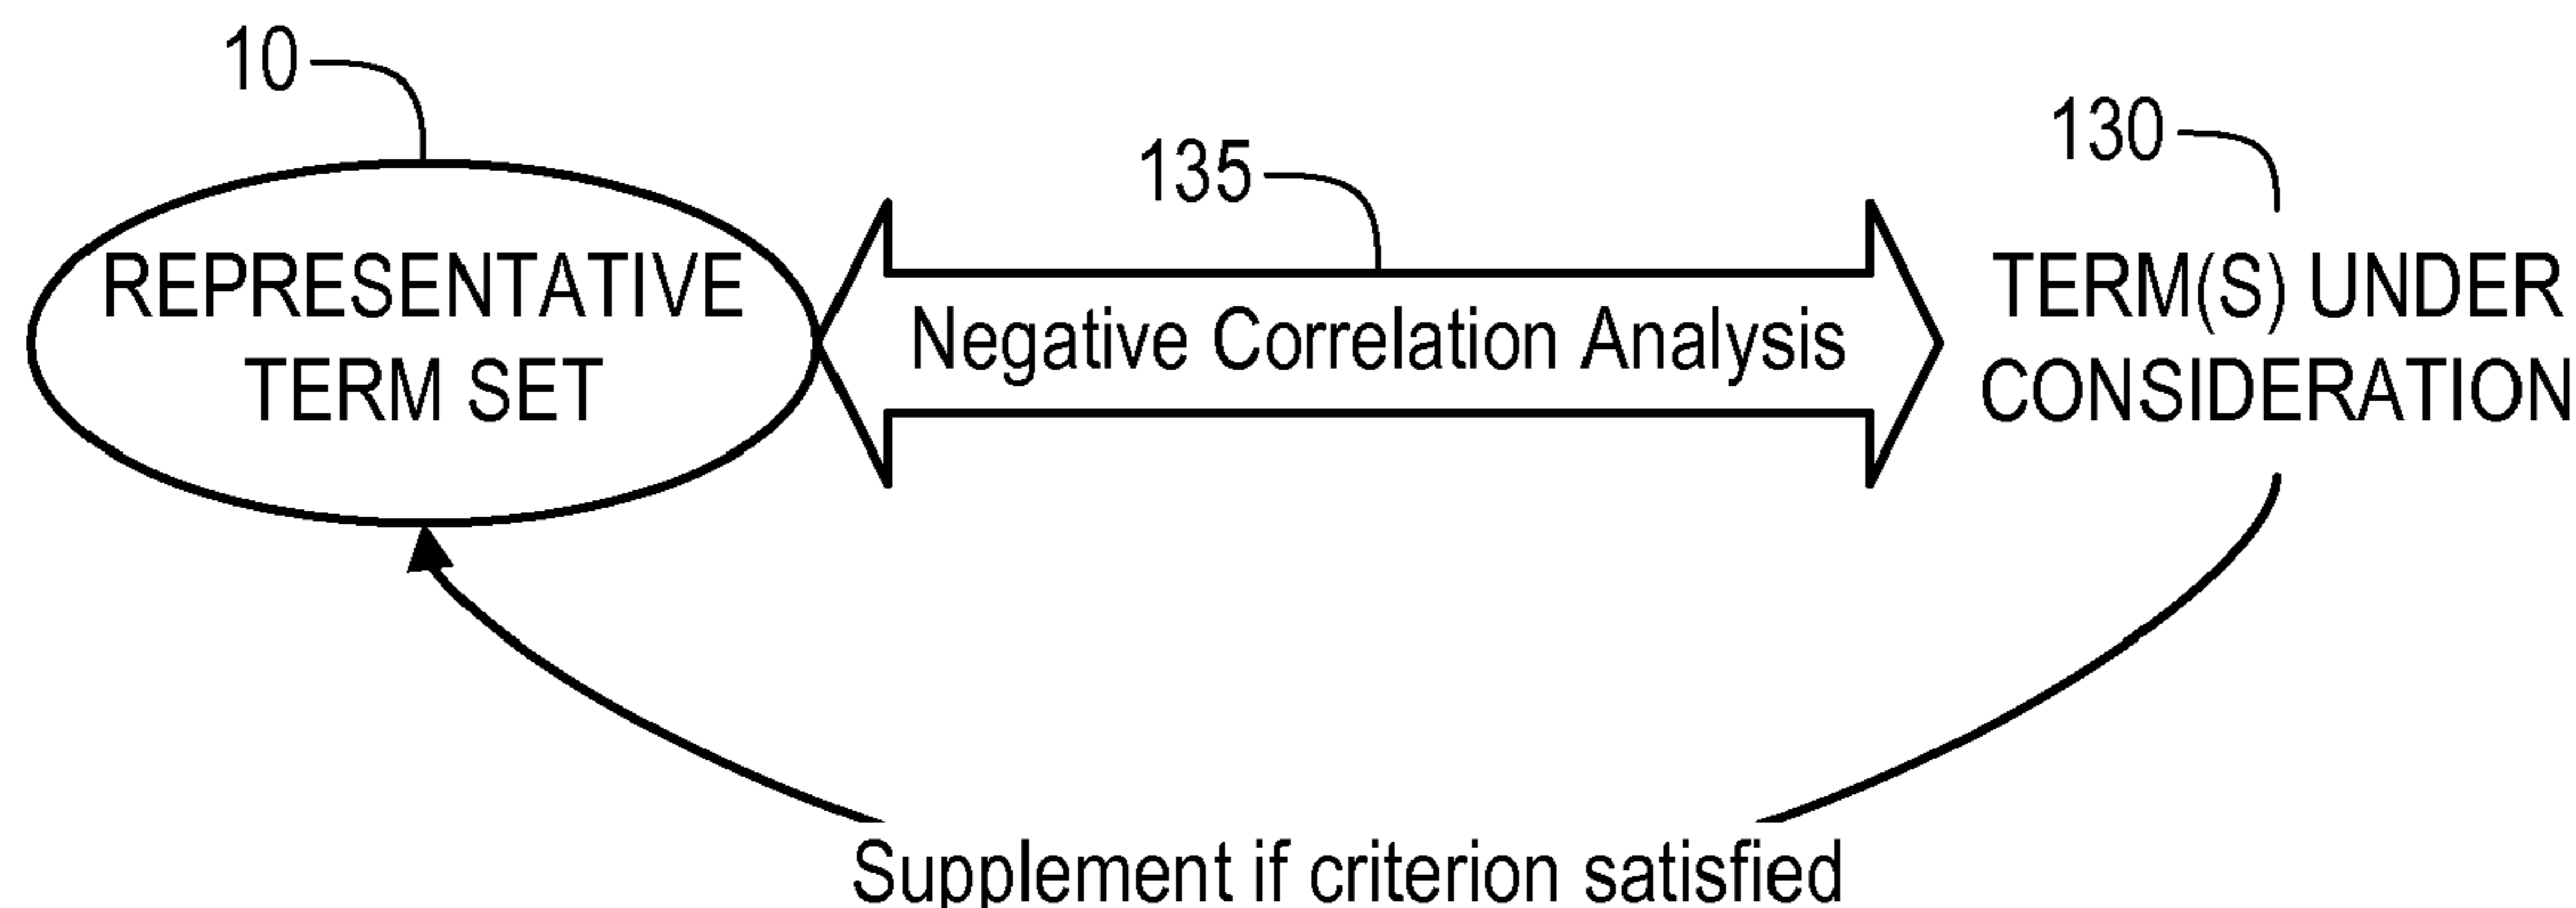 10
130
135
REPRESENTATIVE
TERM SET
Negative Correlation Analysis
TERM(S) UNDER
CONSIDERATION
Supplement if criterion satisfied